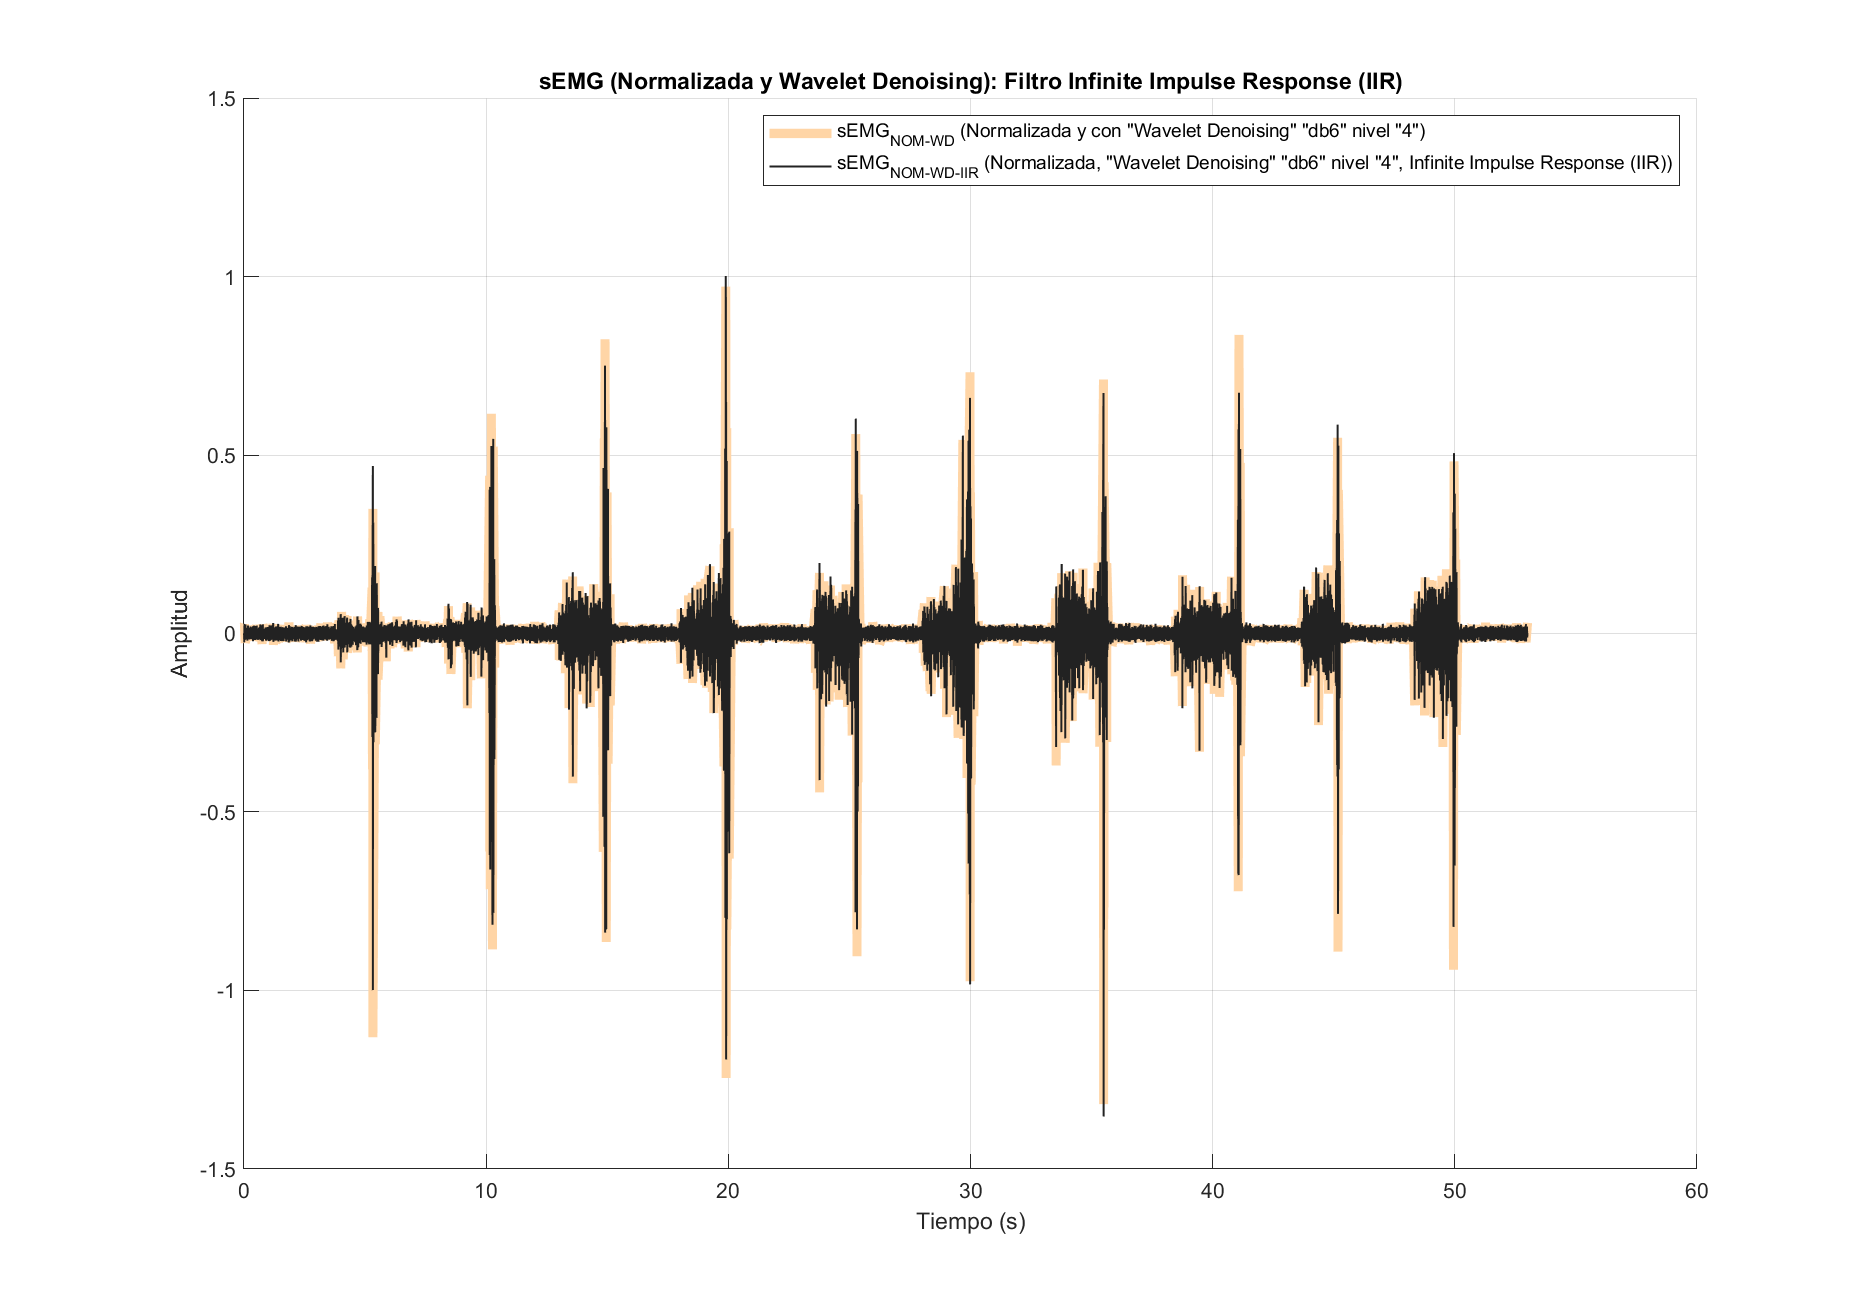 sEMG (Normalizada y Wavelet Denoising): Filtro Infinite Impulse Response (IIR)
sEMG_NOM-WD (Normalizada y con "Wavelet Denoising" "db6" nivel "4")
sEMG_NOM-WD-IIR (Normalizada, "Wavelet Denoising" "db6" nivel "4", Infinite Impulse Response (IIR))
1.5
1
0.5
0
-0.5
-1
-1.5
Amplitud
0 10 20 30 40 50 60
Tiempo (s)